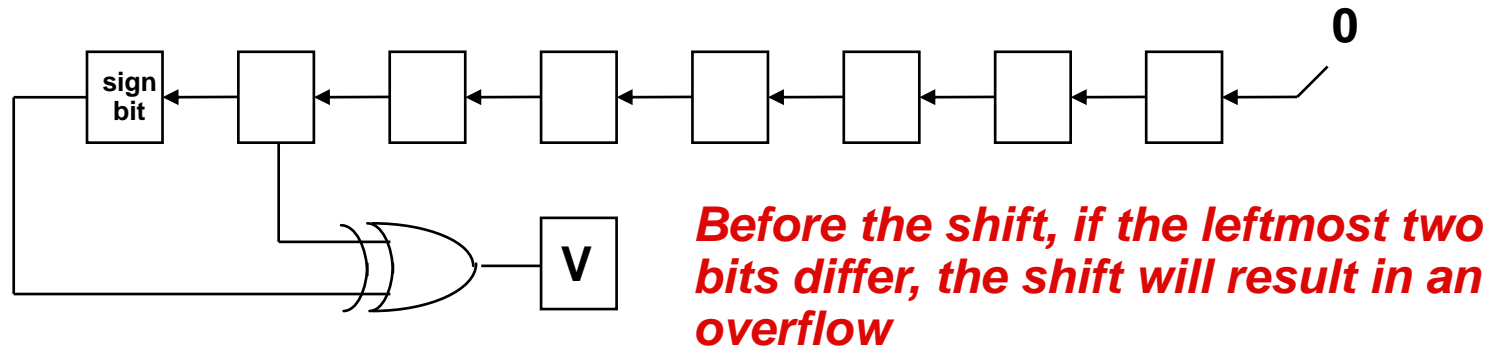 0
sign
bit
V
Before the shift, if the leftmost two
bits differ, the shift will result in an
overflow